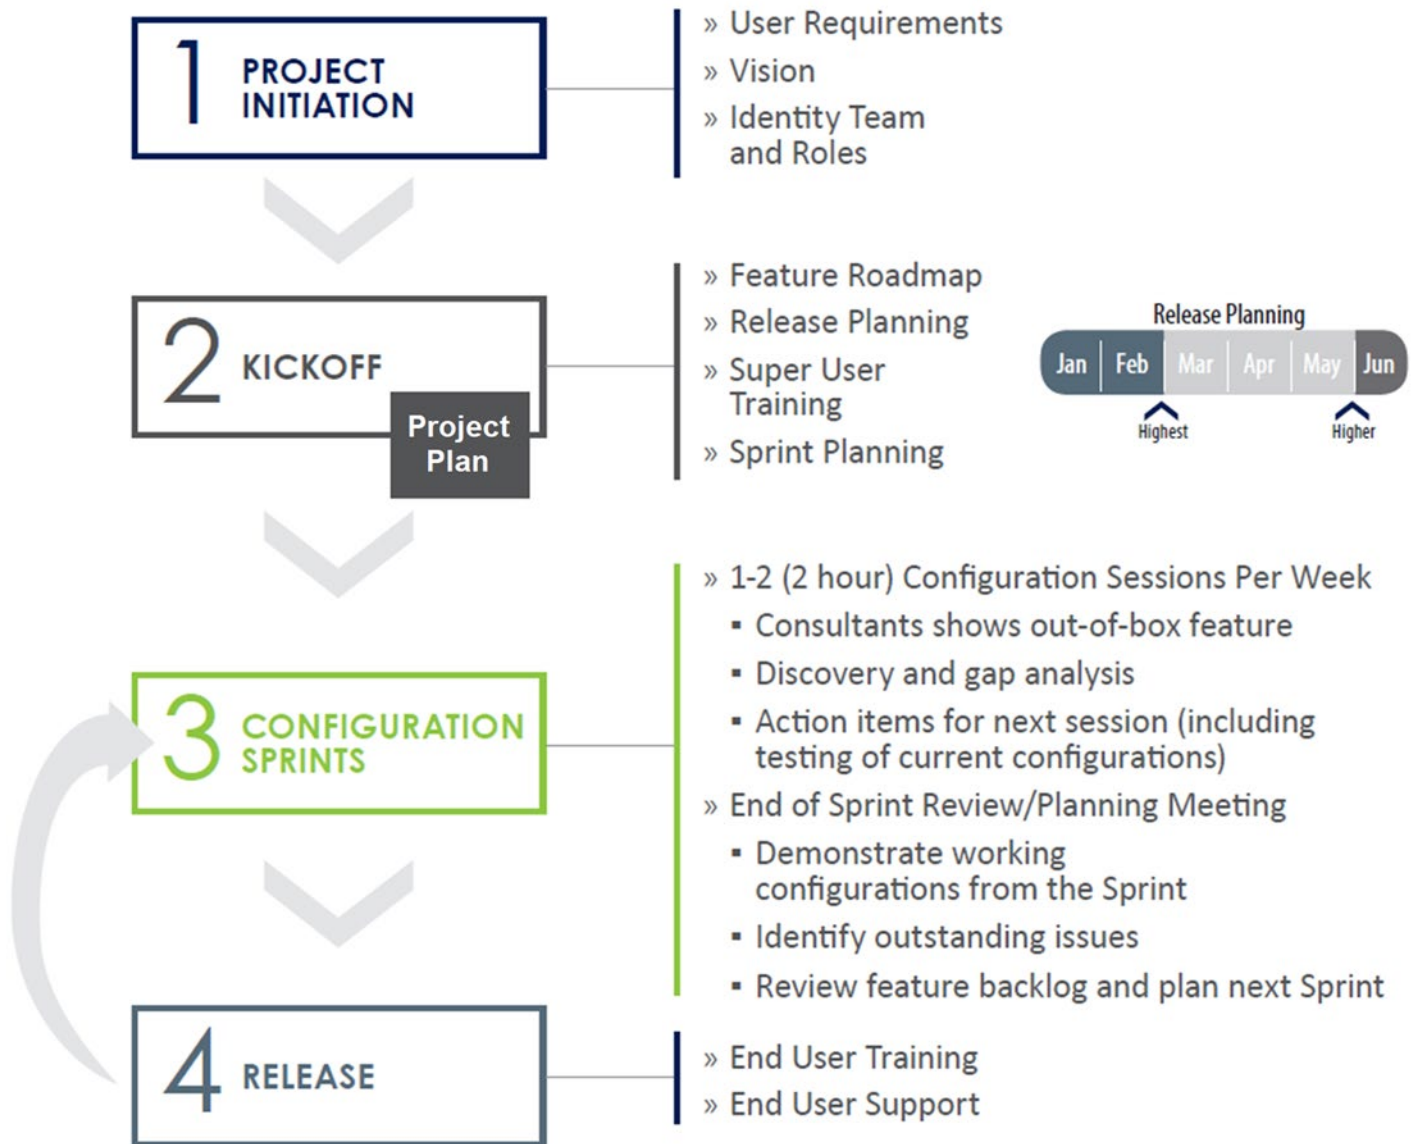 1 PROJECT
INITIATION
» User Requirements
» Vision
» Identity Team
and Roles
2 KICKOFF
Project
Plan
» Feature Roadmap
» Release Planning
» Super User
Training
» Sprint Planning
Release Planning
Jan Feb Mar Apr May Jun
Highest Higher
3 CONFIGURATION
SPRINTS
» 1-2 (2 hour) Configuration Sessions Per Week
▪ Consultants shows out-of-box feature
▪ Discovery and gap analysis
▪ Action items for next session (including
testing of current configurations)
» End of Sprint Review/Planning Meeting
▪ Demonstrate working
configurations from the Sprint
▪ Identify outstanding issues
▪ Review feature backlog and plan next Sprint
4 RELEASE
» End User Training
» End User Support